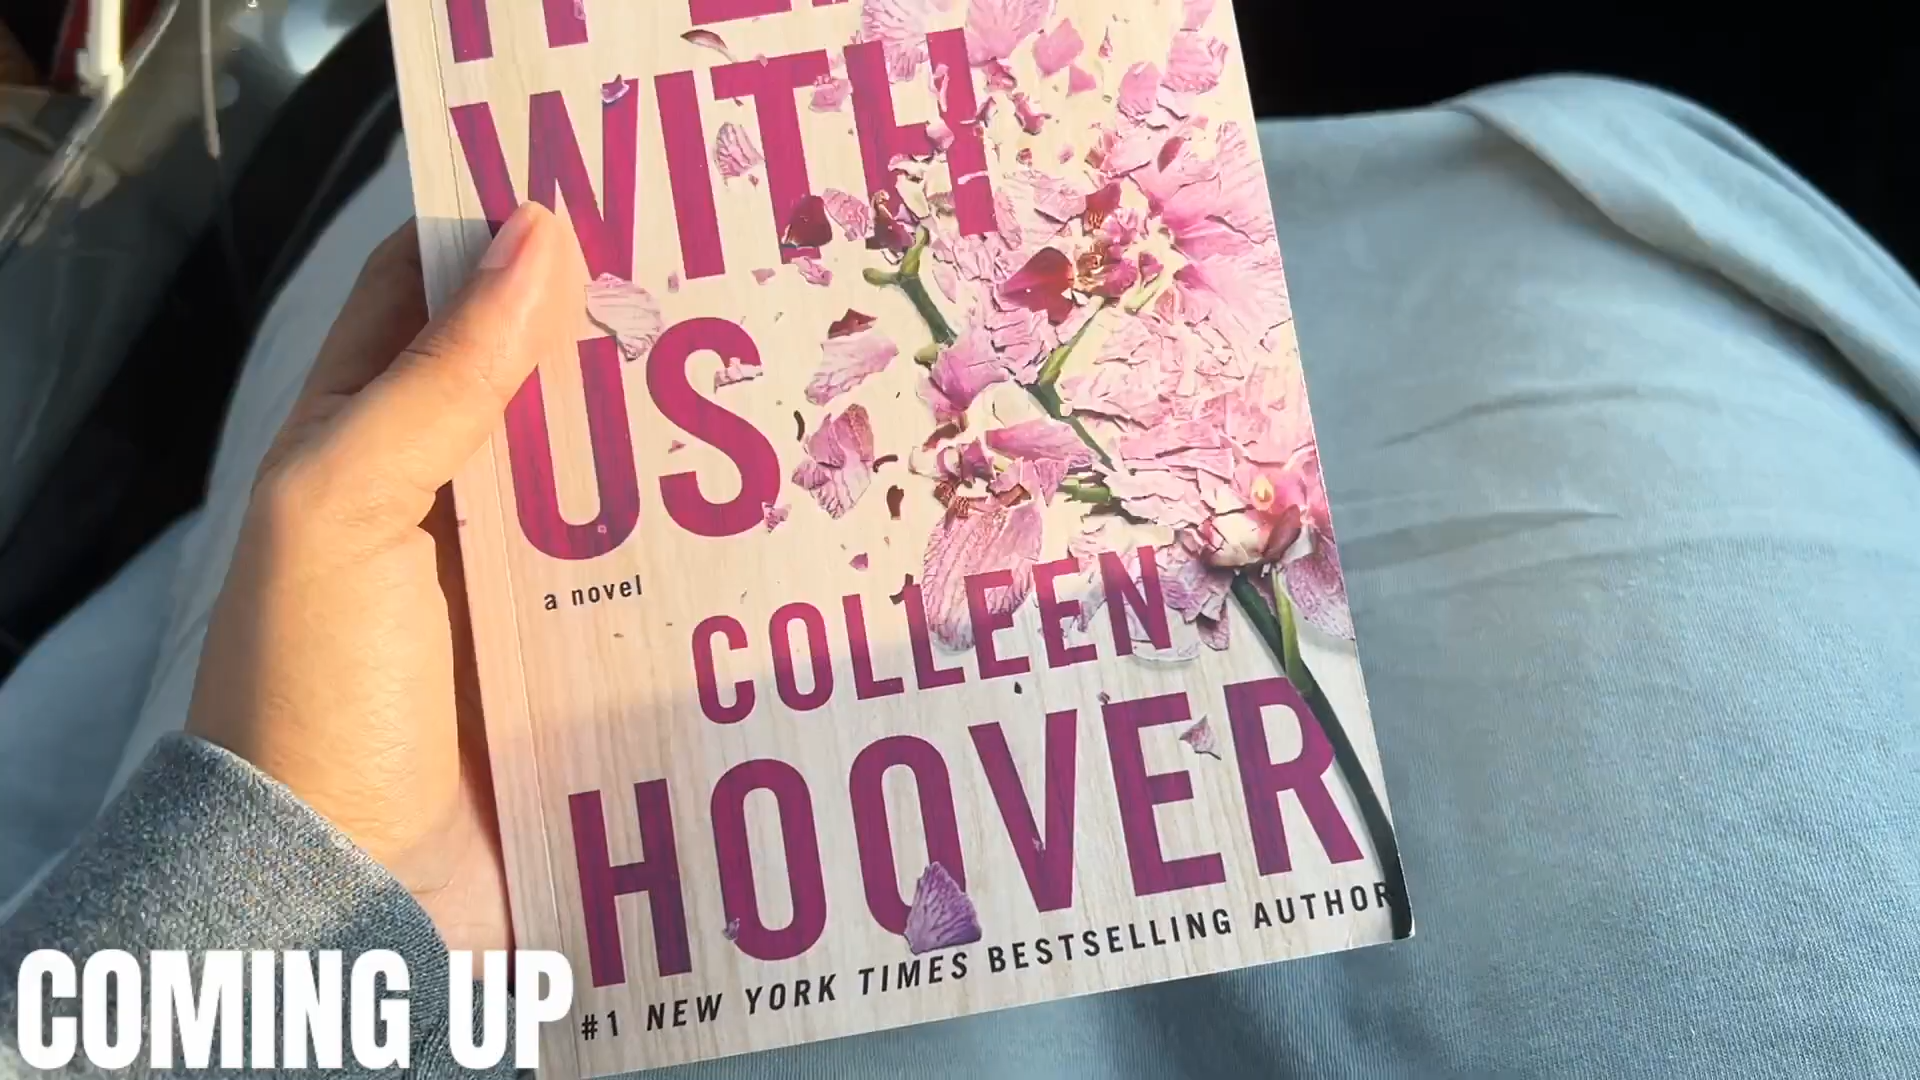 WITH
US
a novel
COLLEEN
HOOVER
#1 NEW YORK TIMES BESTSELLING AUTHOR
COMING UP